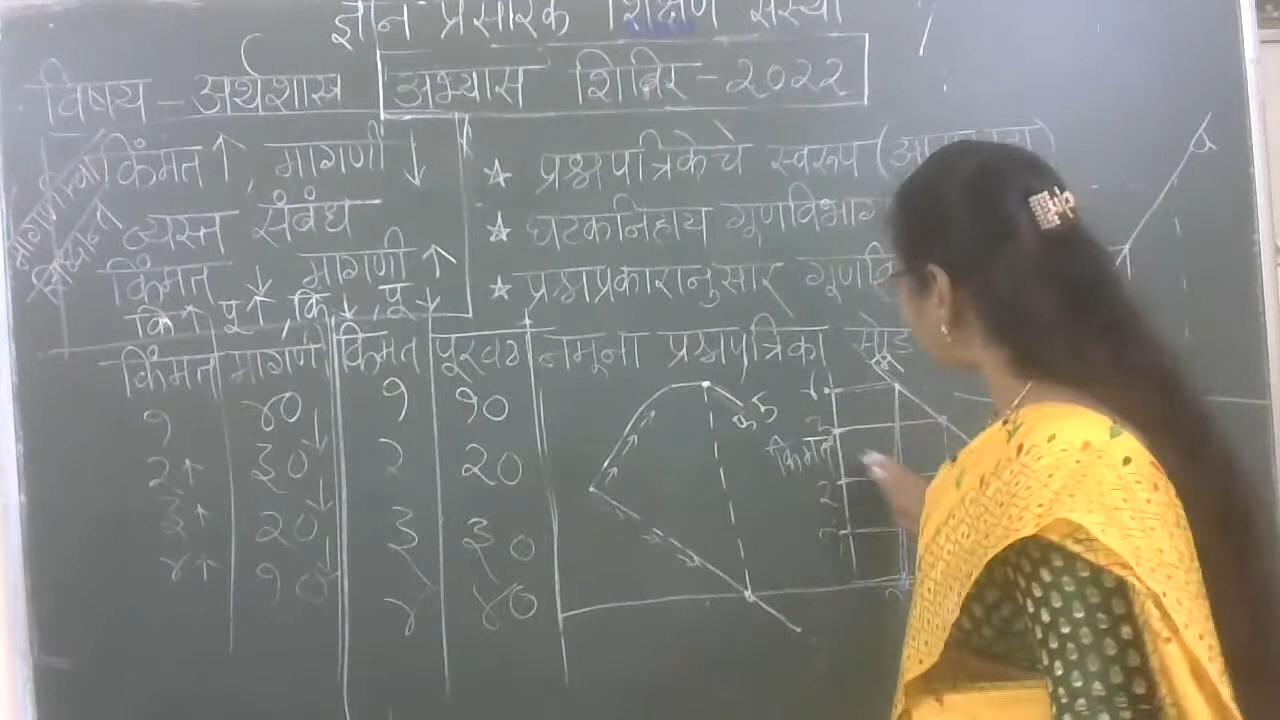 ज्ञान प्रसारक शिक्षण संस्था
विषय - अर्थशास्त्र
अभ्यास शिबिर - २०२२
किंमत ↑, मागणी ↓
व्यस्त संबंध
किंमत ↓ मागणी ↑
कि ↑ पू ↑, कि ↓, पू ↓
★ प्रश्नपत्रिकेचे स्वरूप
★ घटकनिहाय गूणविभाग
★ प्रश्नप्रकारानुसार
नमूना प्रश्नपत्रिका
किंमत मागणी किंमत पूरवठा
१ ४० १ १०
२↑ ३०↓ २ २०
३↑ २०↓ ३ ३०
४↑ १०↓ ४ ४०
किंमत